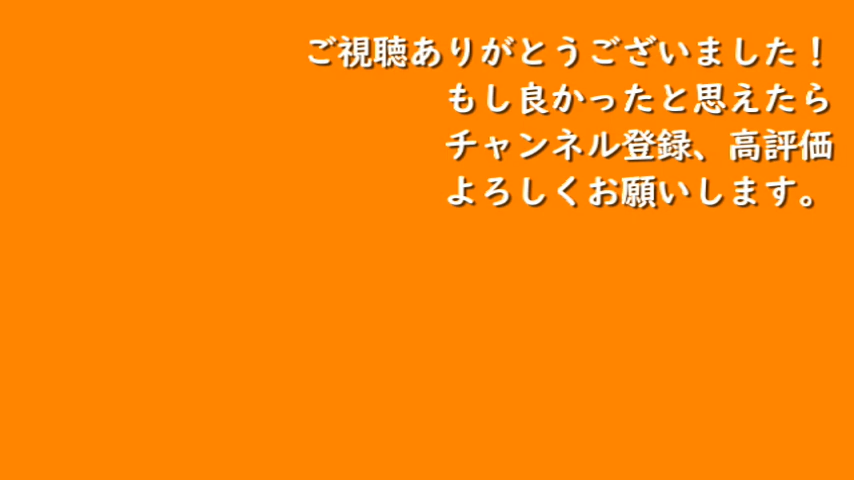 ご視聴ありがとうございました！
もし良かったと思えたら
チャンネル登録、高評価
よろしくお願いします。